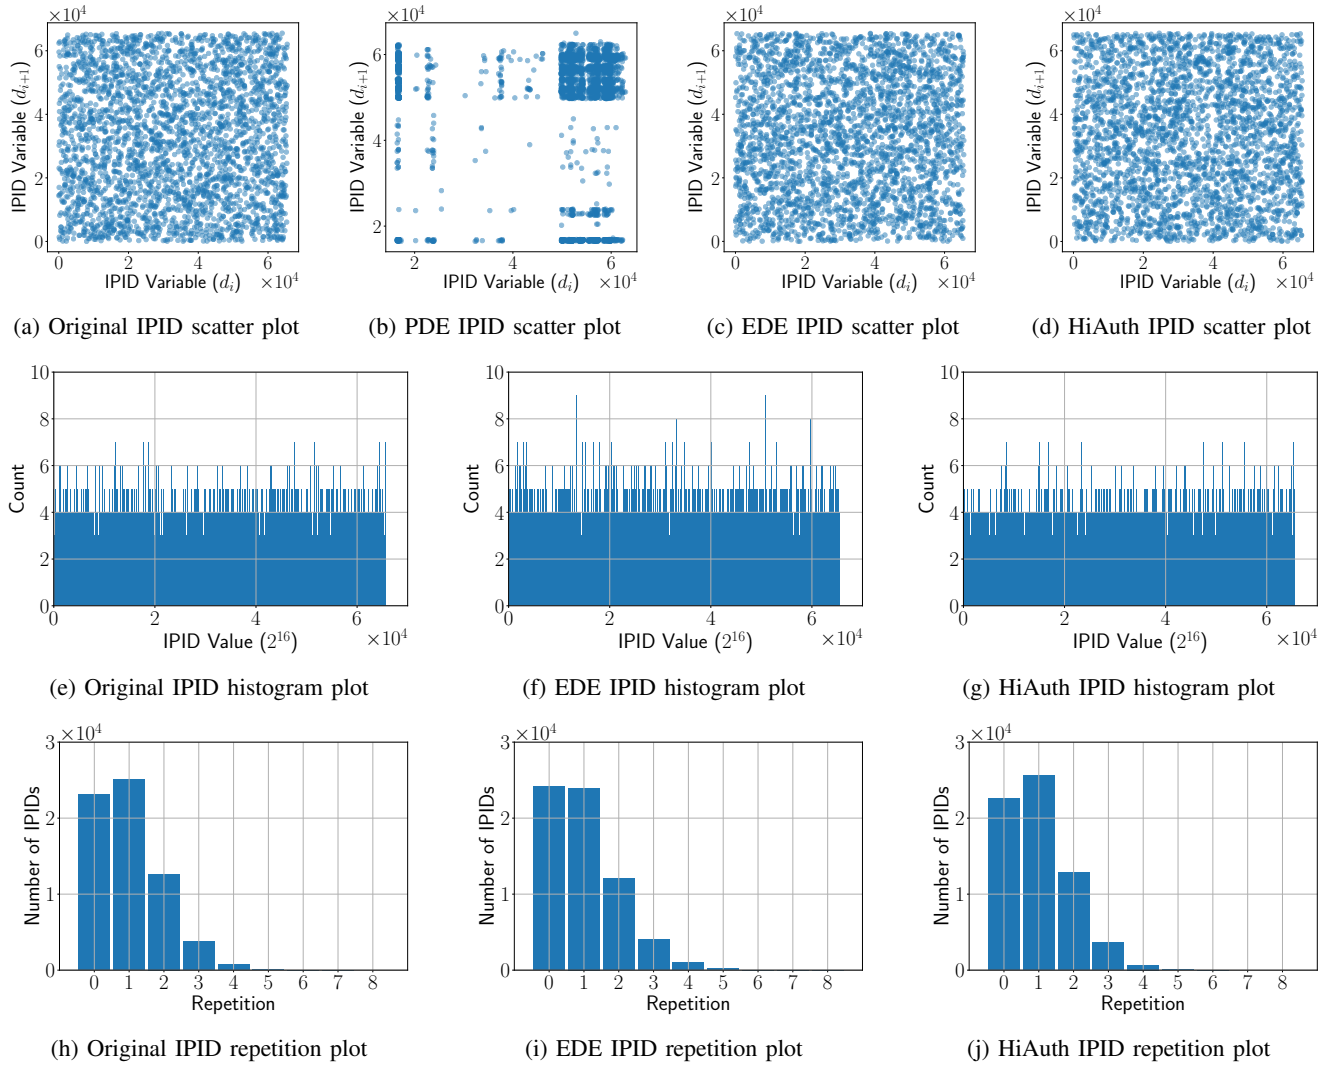 ×10⁴
6
4
2
0
IPID Variable (dᵢ₊₁)
0 2 4 6
×10⁴
IPID Variable (dᵢ)
(a) Original IPID scatter plot
×10⁴
6
4
2
IPID Variable (dᵢ₊₁)
2 4 6
×10⁴
IPID Variable (dᵢ)
(b) PDE IPID scatter plot
×10⁴
6
4
2
0
IPID Variable (dᵢ₊₁)
0 2 4 6
×10⁴
IPID Variable (dᵢ)
(c) EDE IPID scatter plot
×10⁴
6
4
2
0
IPID Variable (dᵢ₊₁)
0 2 4 6
×10⁴
IPID Variable (dᵢ)
(d) HiAuth IPID scatter plot
10
8
6
4
2
0
Count
0 2 4 6
×10⁴
IPID Value (2¹⁶)
(e) Original IPID histogram plot
10
8
6
4
2
0
Count
0 2 4 6
×10⁴
IPID Value (2¹⁶)
(f) EDE IPID histogram plot
10
8
6
4
2
0
Count
0 2 4 6
×10⁴
IPID Value (2¹⁶)
(g) HiAuth IPID histogram plot
×10⁴
3
2
1
0
Number of IPIDs
0 1 2 3 4 5 6 7 8
Repetition
(h) Original IPID repetition plot
×10⁴
3
2
1
0
Number of IPIDs
0 1 2 3 4 5 6 7 8
Repetition
(i) EDE IPID repetition plot
×10⁴
3
2
1
0
Number of IPIDs
0 1 2 3 4 5 6 7 8
Repetition
(j) HiAuth IPID repetition plot